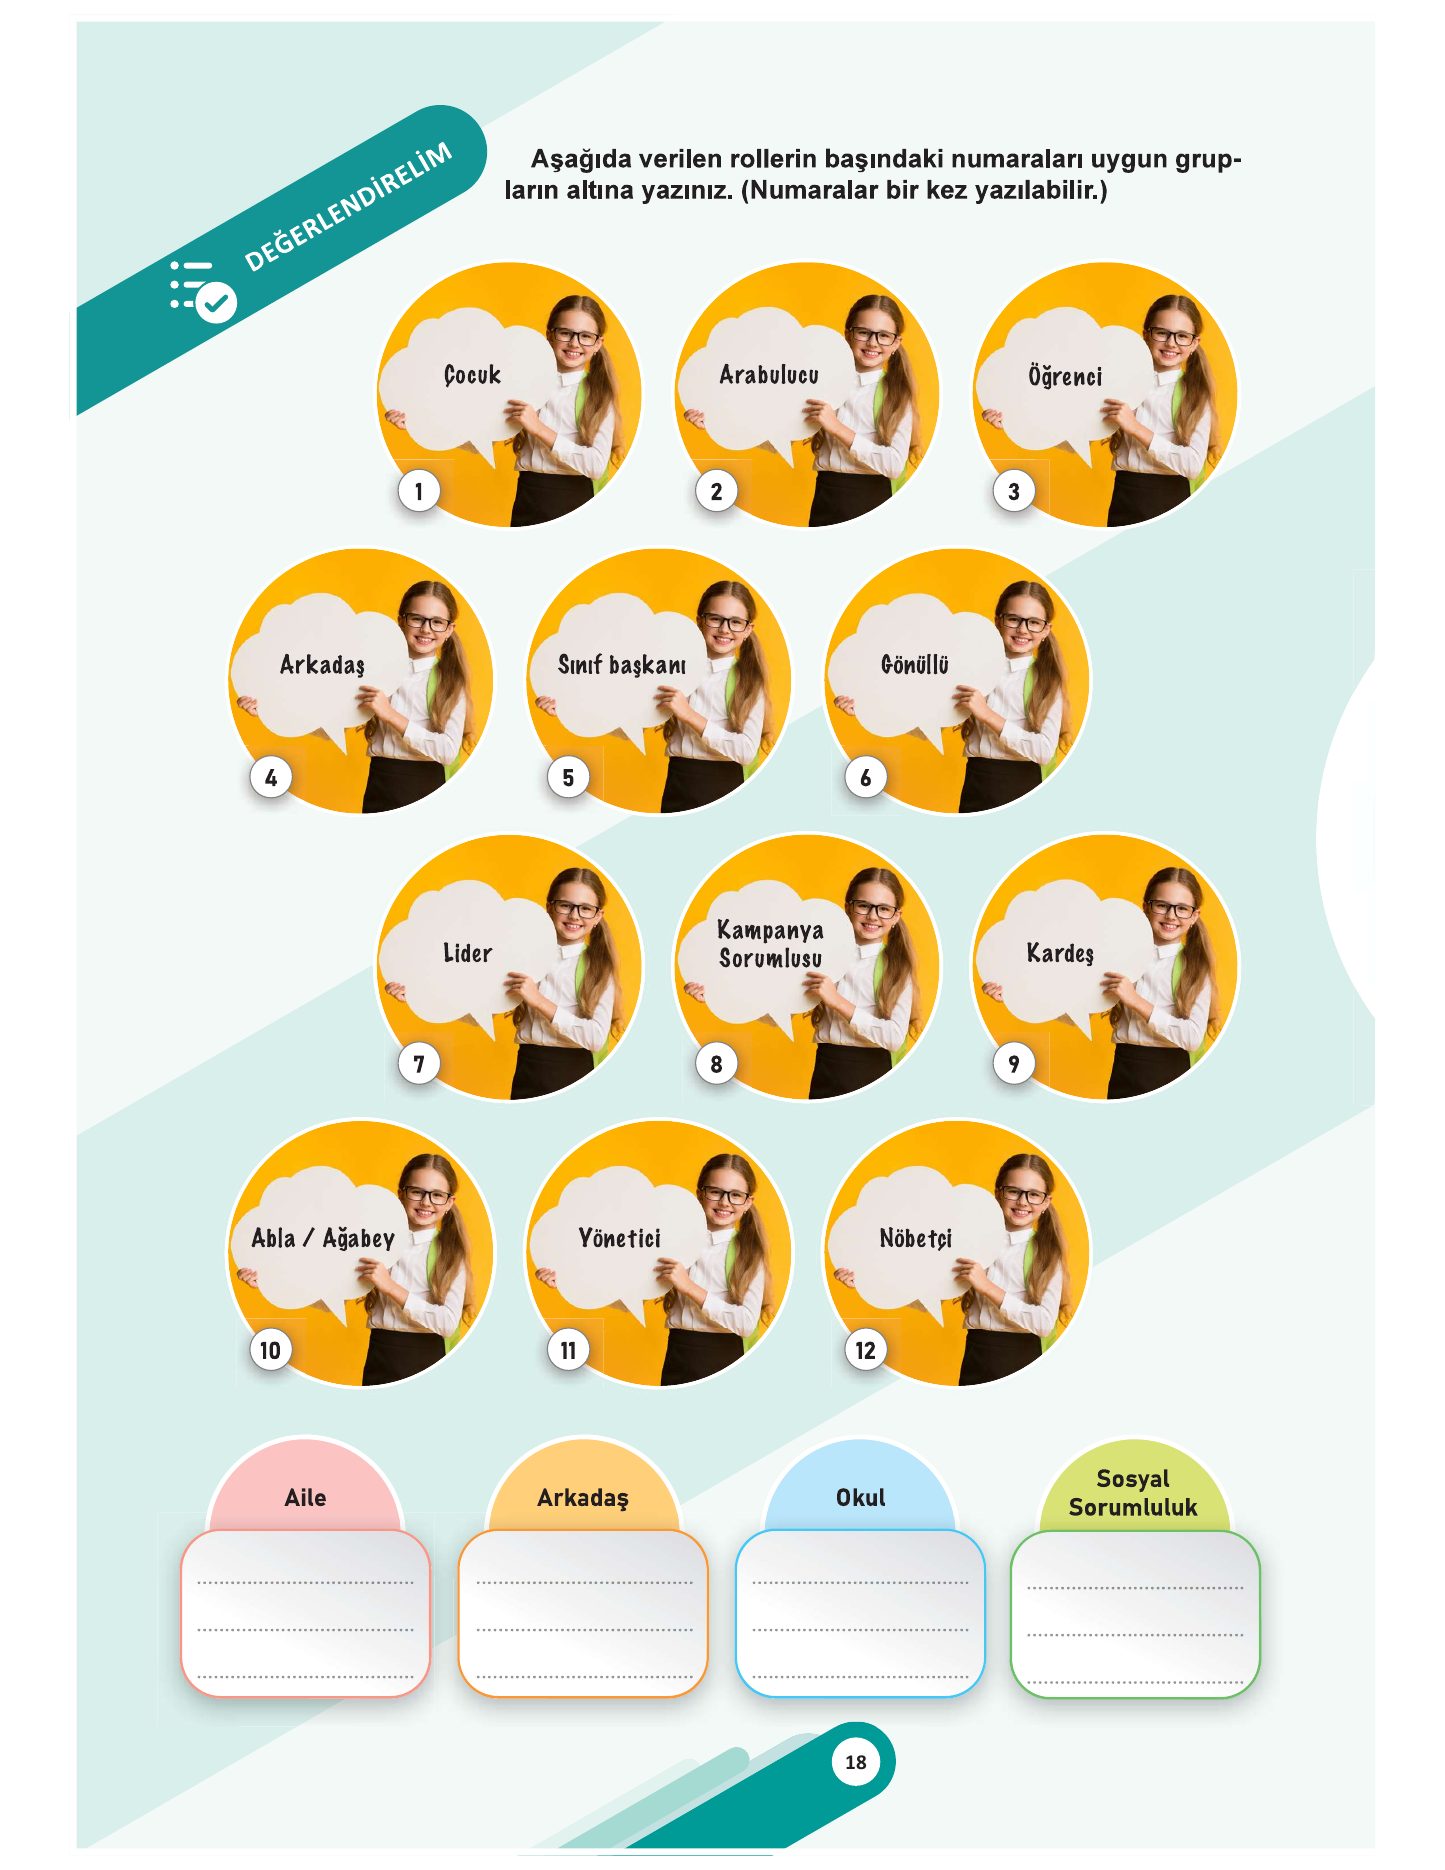 DEĞERLENDİRELİM
Aşağıda verilen rollerin başındaki numaraları uygun grup-
ların altına yazınız. (Numaralar bir kez yazılabilir.)
Çocuk
1
Arabulucu
2
Öğrenci
3
Arkadaş
4
Sınıf başkanı
5
Gönüllü
6
Lider
7
Kampanya
Sorumlusu
8
Kardeş
9
Abla / Ağabey
10
Yönetici
11
Nöbetçi
12
Aile
Arkadaş
Okul
Sosyal
Sorumluluk
18